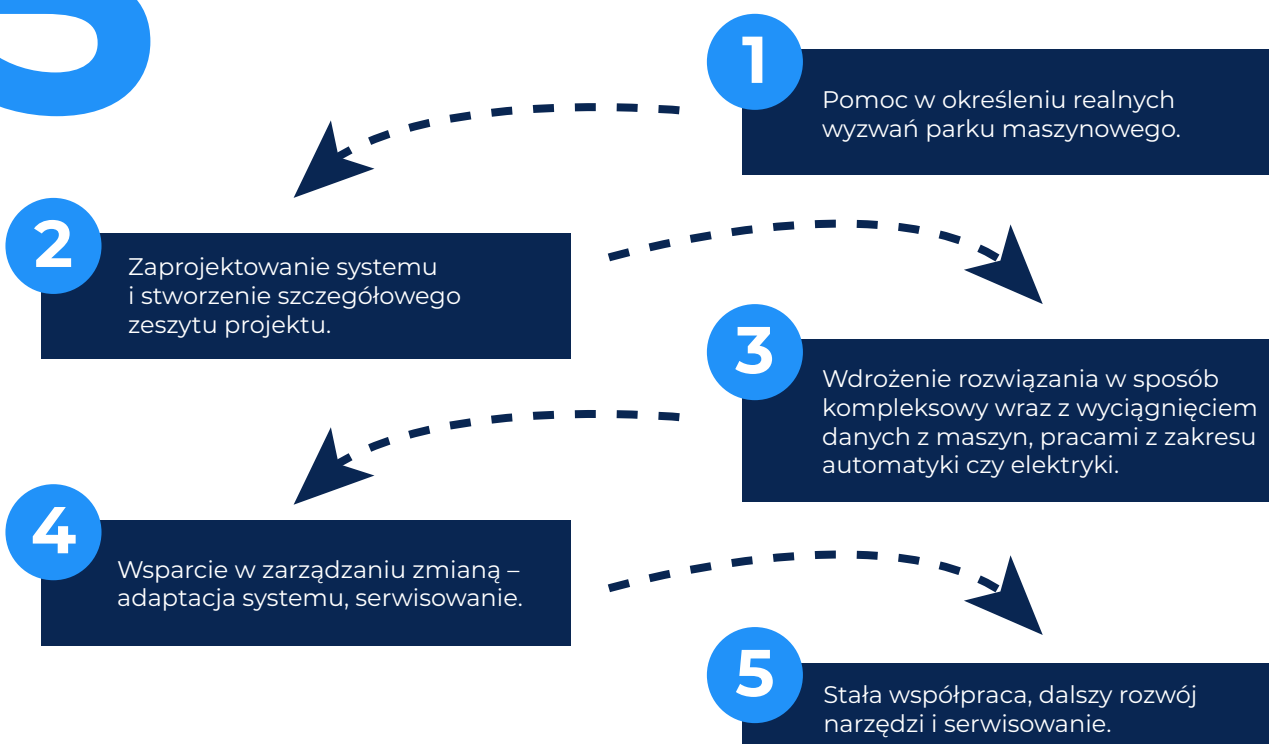 1
Pomoc w określeniu realnych
wyzwań parku maszynowego.
2
Zaprojektowanie systemu
i stworzenie szczegółowego
zeszytu projektu.
3
Wdrożenie rozwiązania w sposób
kompleksowy wraz z wyciągnięciem
danych z maszyn, pracami z zakresu
automatyki czy elektryki.
4
Wsparcie w zarządzaniu zmianą –
adaptacja systemu, serwisowanie.
5
Stała współpraca, dalszy rozwój
narzędzi i serwisowanie.